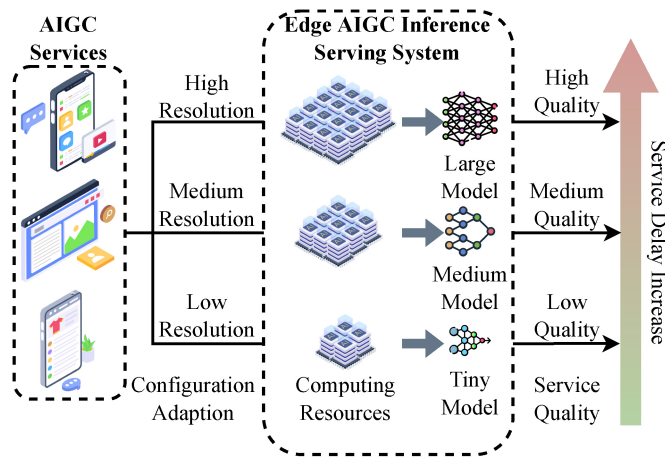 AIGC
Services
Edge AIGC Inference
Serving System
High
Resolution
Medium
Resolution
Low
Resolution
Configuration
Adaption
Large
Model
Medium
Model
Tiny
Model
Computing
Resources
High
Quality
Medium
Quality
Low
Quality
Service
Quality
Service Delay Increase